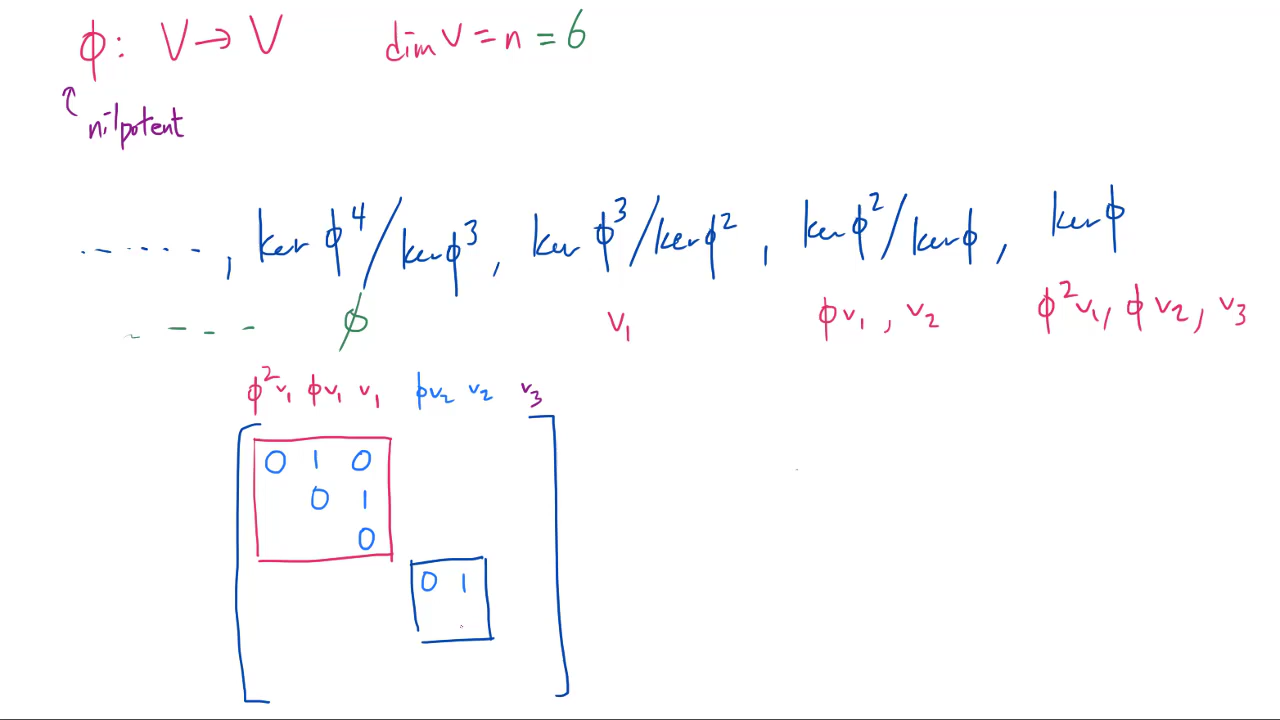 ϕ: V → V dim V = n = 6
nilpotent
------, ker ϕ⁴/ker ϕ³, ker ϕ³/ker ϕ², ker ϕ²/ker ϕ, ker ϕ
---- ∅ v₁ ϕv₁, v₂ ϕ²v₁, ϕv₂, v₃
ϕ²v₁ ϕv₁ v₁ ϕv₂ v₂ v₃
0 1 0
0 1
0
0 1